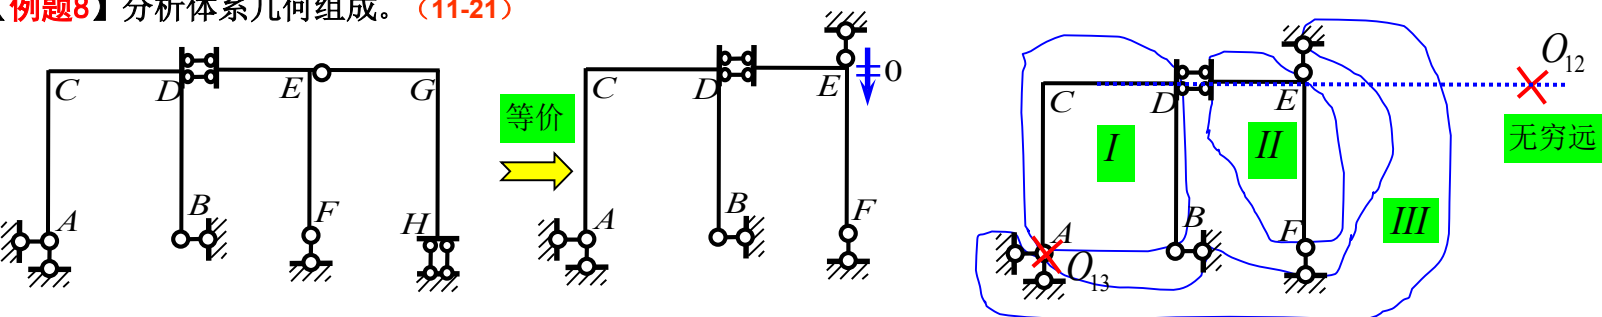 【例题8】分析体系几何组成。（11-21）
C D E G
A B F H
等价
C D E 0
A B F
C D E O12
I II 无穷远
A B F III
O13